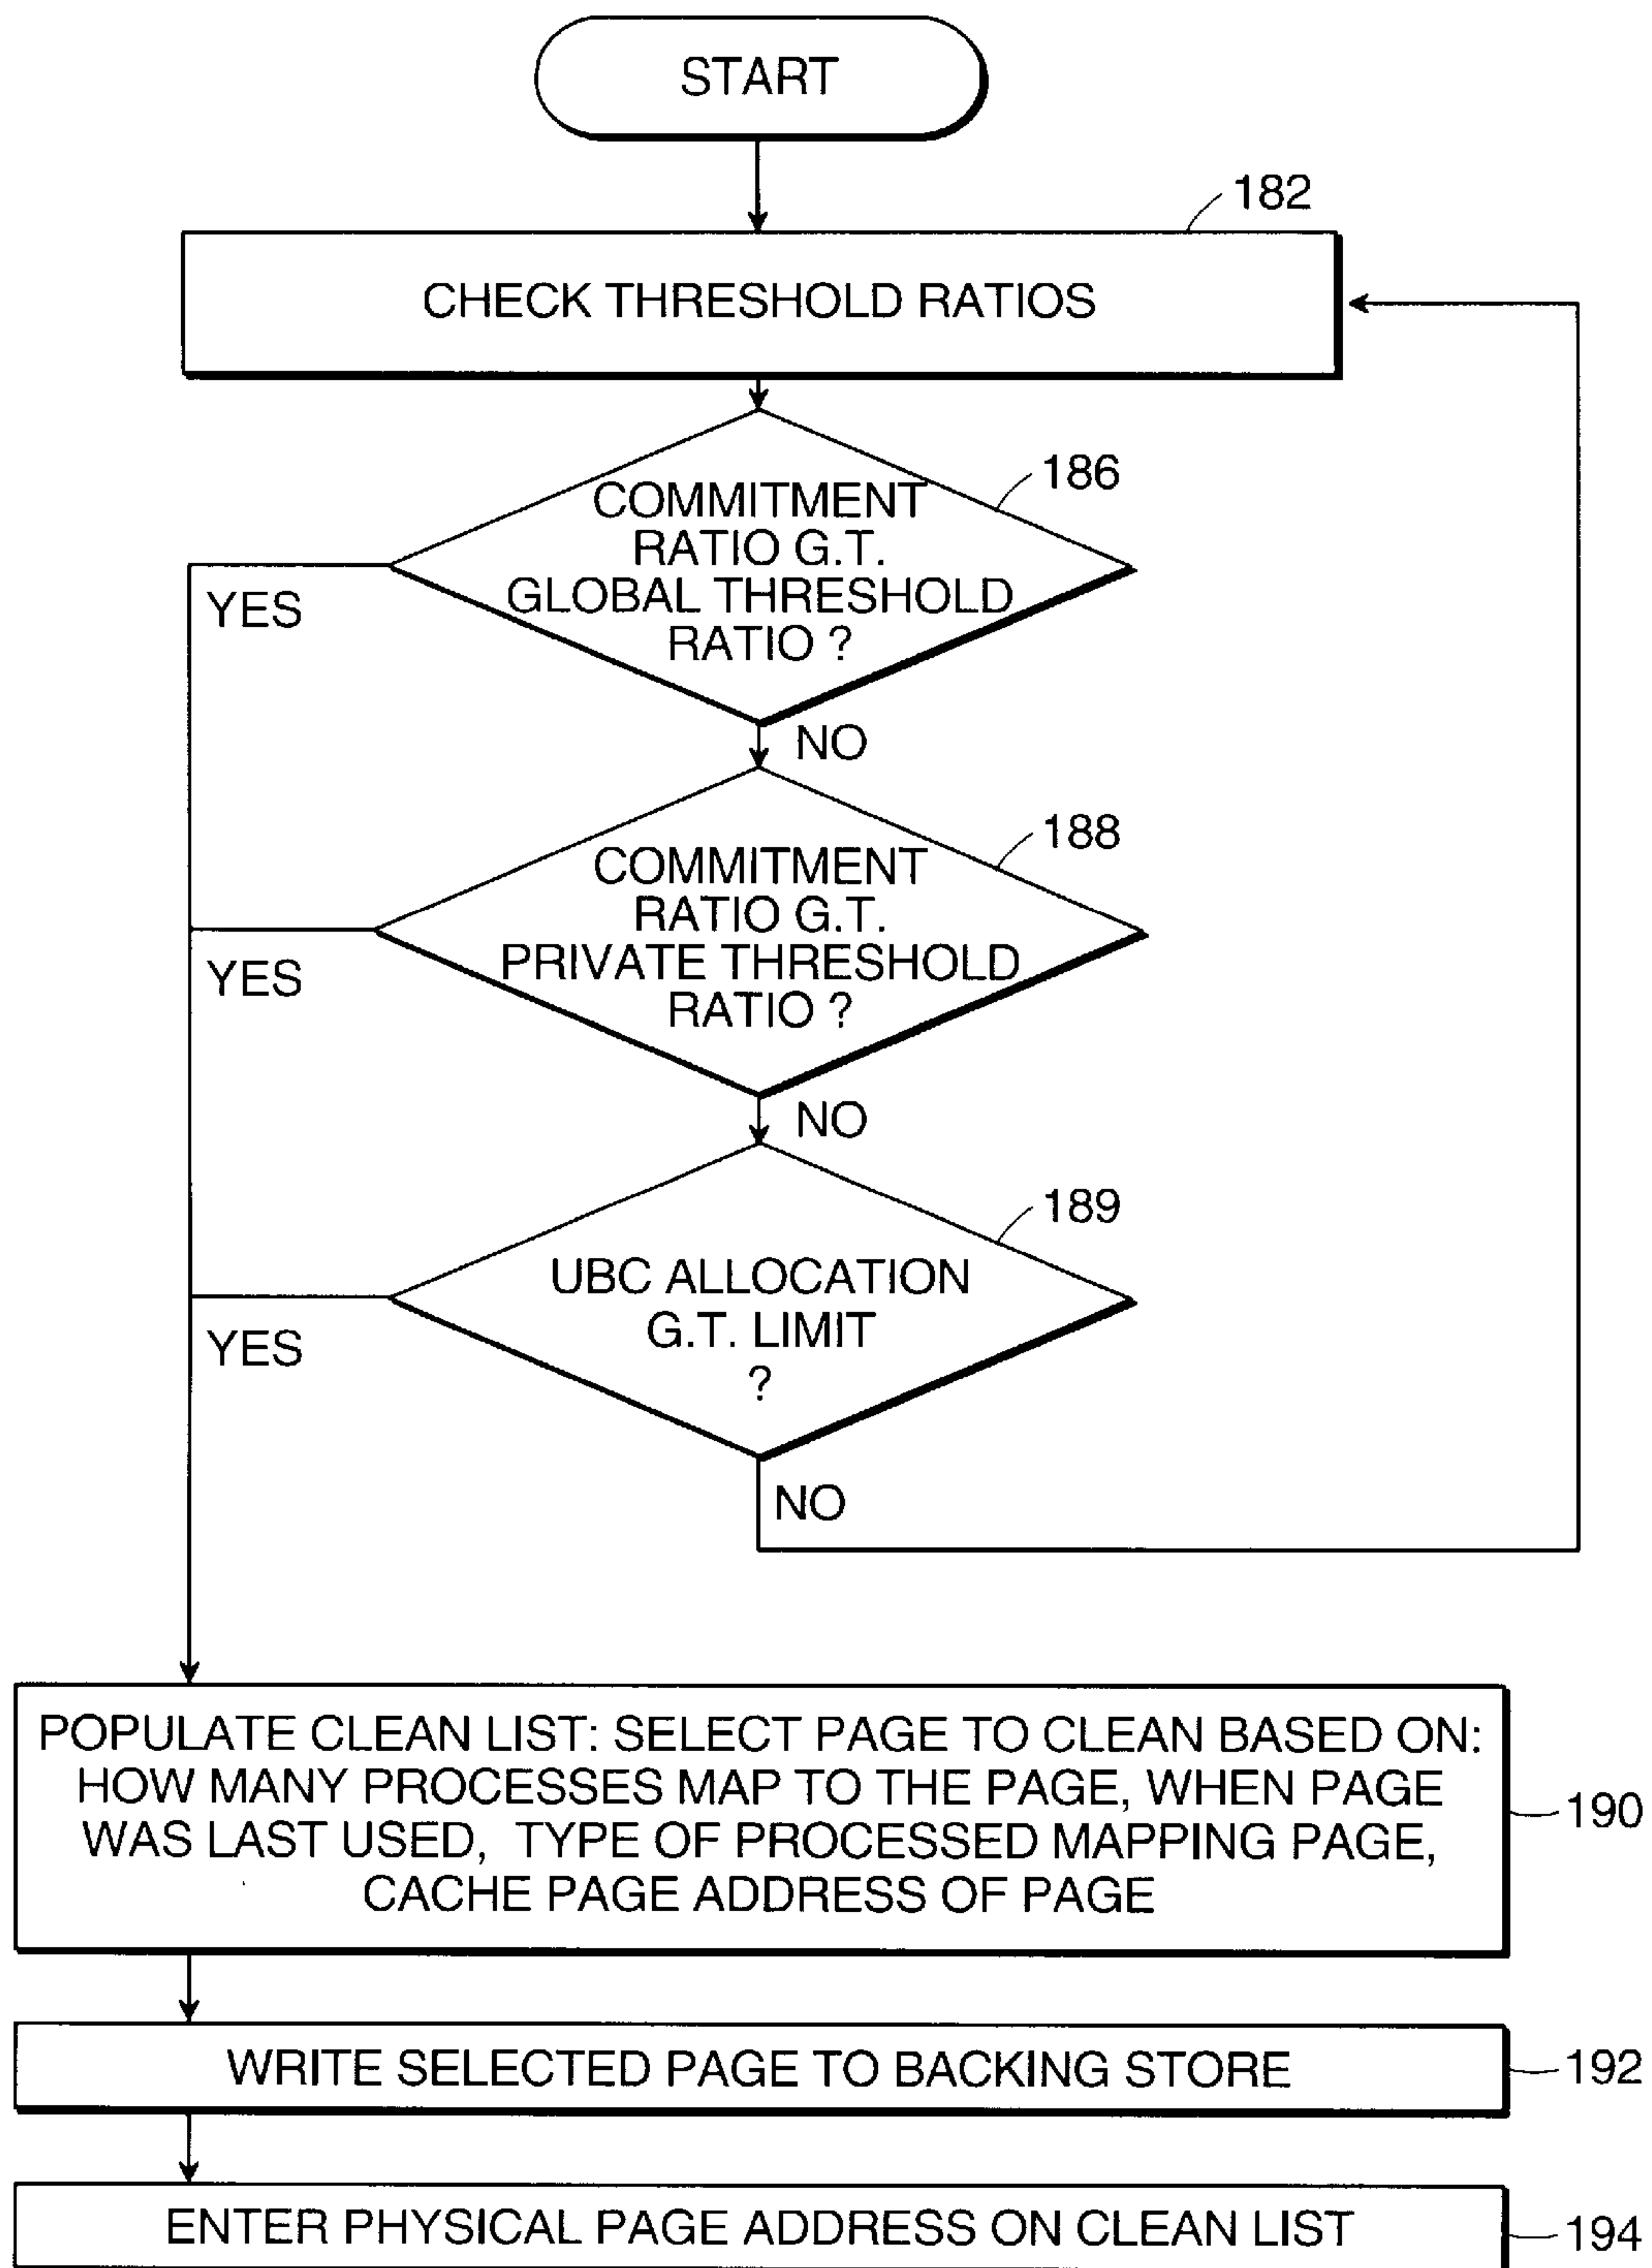 START
182
CHECK THRESHOLD RATIOS
186
COMMITMENT
RATIO G.T.
GLOBAL THRESHOLD
RATIO ?
YES
NO
188
COMMITMENT
RATIO G.T.
PRIVATE THRESHOLD
RATIO ?
YES
NO
189
UBC ALLOCATION
G.T. LIMIT
?
YES
NO
POPULATE CLEAN LIST: SELECT PAGE TO CLEAN BASED ON:
HOW MANY PROCESSES MAP TO THE PAGE, WHEN PAGE
WAS LAST USED, TYPE OF PROCESSED MAPPING PAGE,
CACHE PAGE ADDRESS OF PAGE
190
WRITE SELECTED PAGE TO BACKING STORE
192
ENTER PHYSICAL PAGE ADDRESS ON CLEAN LIST
194